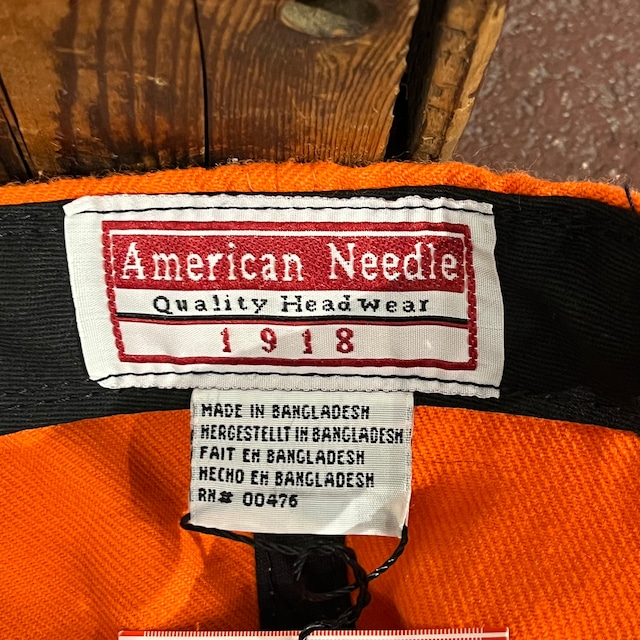 American Needle
Quality Headwear
1918
MADE IN BANGLADESH
HERGESTELLT IN BANGLADESH
FAIT EN BANGLADESH
HECHO EN BANGLADESH
RN# 00476